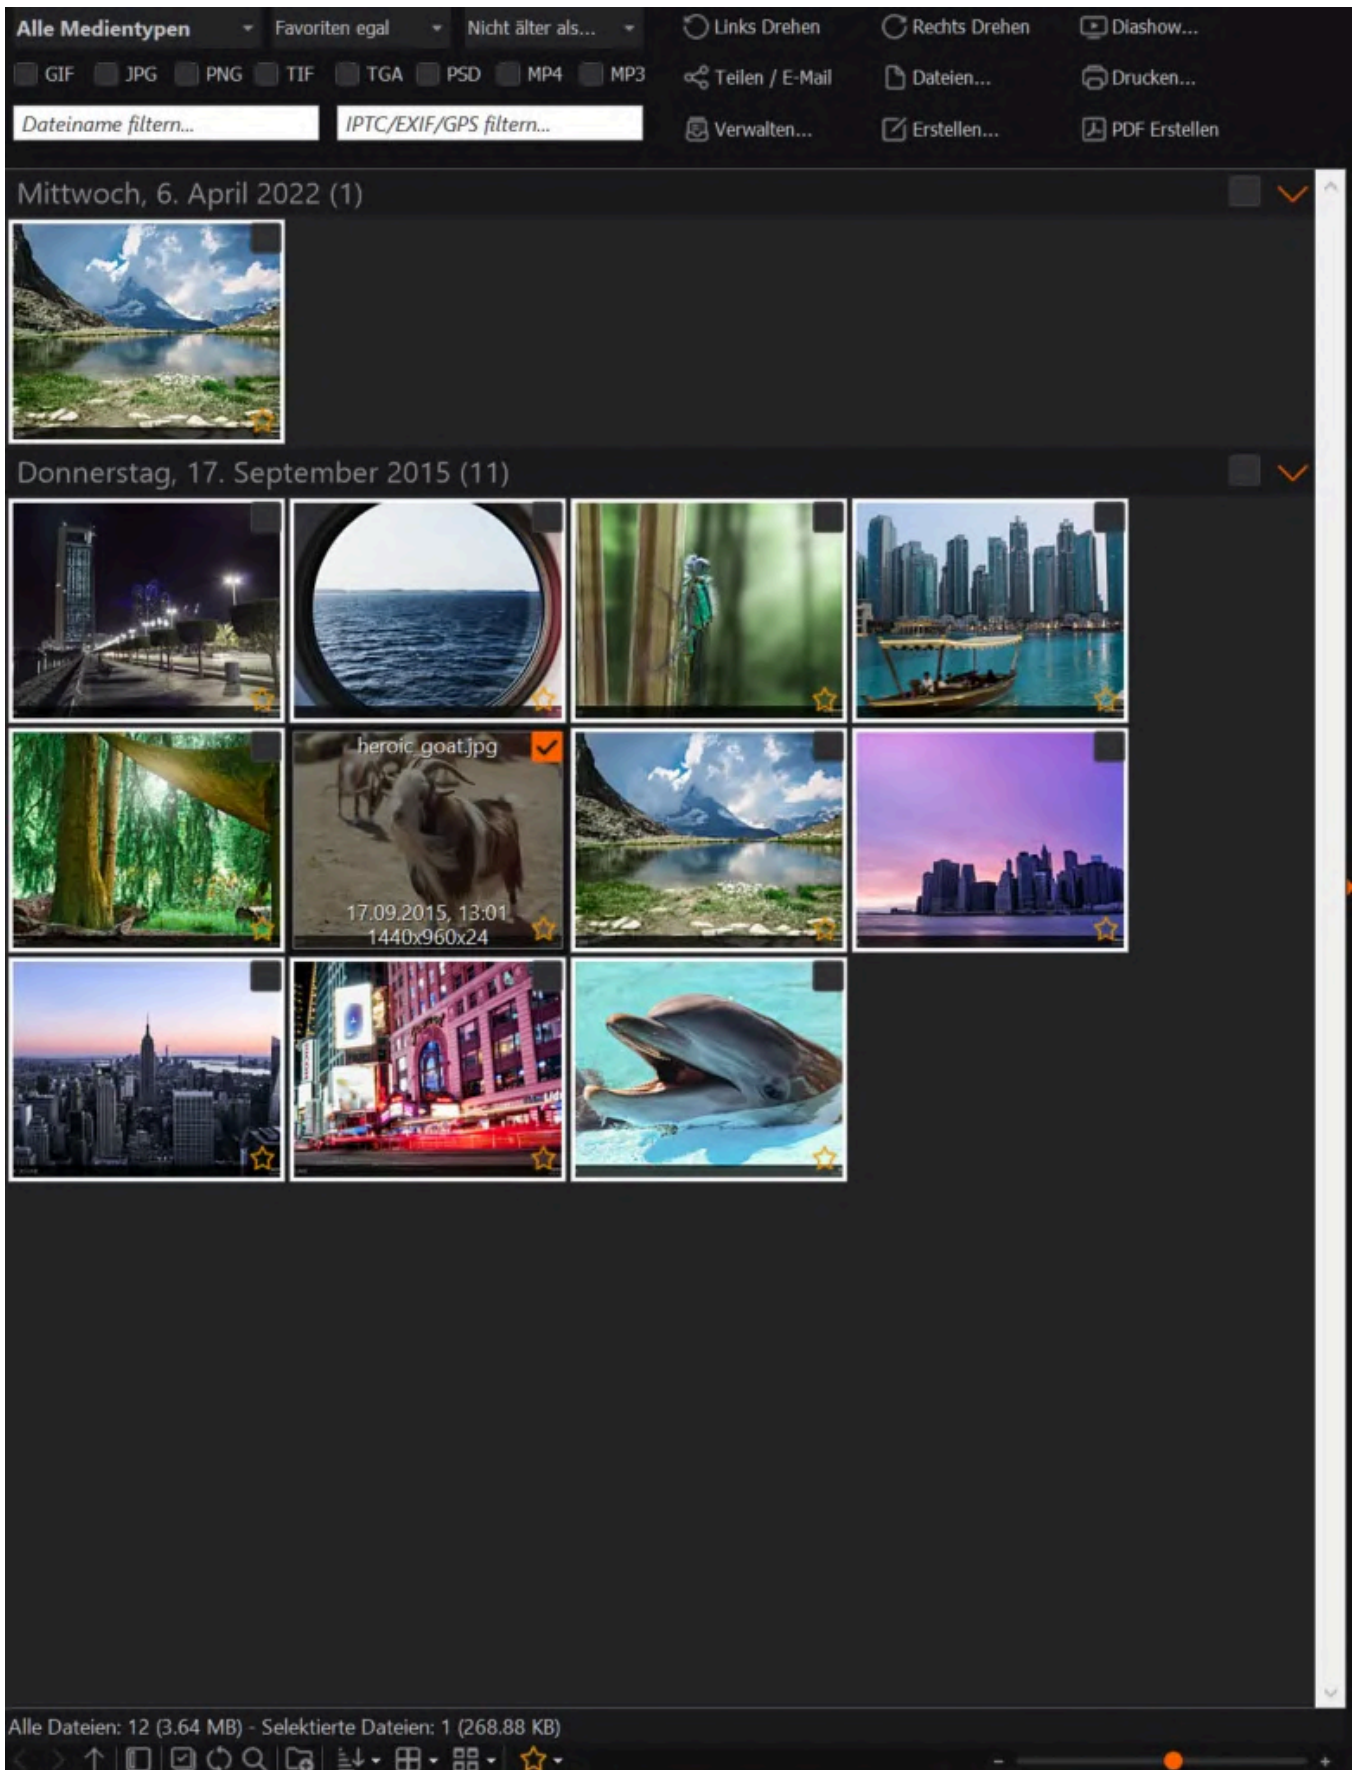 Alle Medientypen Favoriten egal Nicht älter als... Links Drehen Rechts Drehen Diashow...
GIF JPG PNG TIF TGA PSD MP4 MP3 Teilen / E-Mail Dateien... Drucken...
Dateiname filtern... IPTC/EXIF/GPS filtern... Verwalten... Erstellen... PDF Erstellen
Mittwoch, 6. April 2022 (1)
Donnerstag, 17. September 2015 (11)
heroic_goat.jpg
17.09.2015, 13:01
1440x960x24
Alle Dateien: 12 (3.64 MB) - Selektierte Dateien: 1 (268.88 KB)